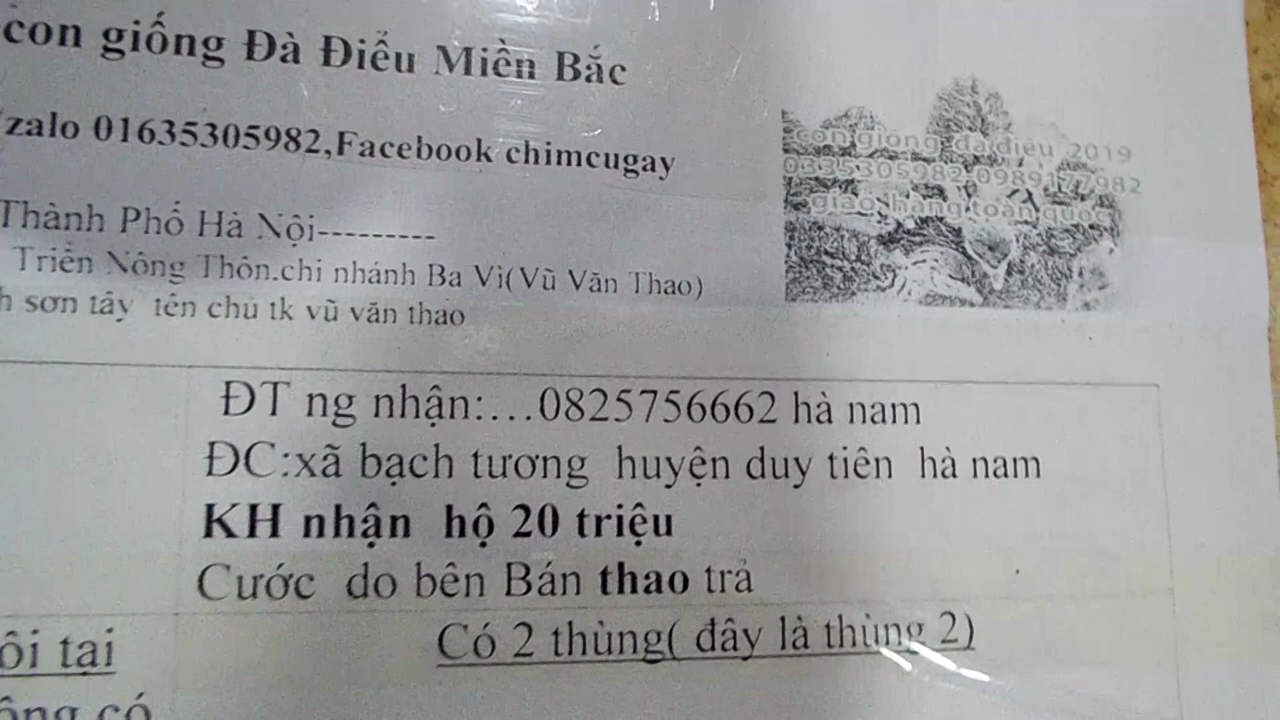 con giống Đà Điểu Miền Bắc
zalo 01635305982,Facebook chimcugay
con giong đà điểu 2019
0335305982-0989177982
giao hàng toàn quốc
Thành Phố Hà Nội---------
Triển Nông Thôn.chi nhánh Ba Vì(Vũ Văn Thao)
h sơn tây tên chủ tk vũ văn thao
ĐT ng nhận:...0825756662 hà nam
ĐC:xã bạch tương huyện duy tiên hà nam
KH nhận hộ 20 triệu
Cước do bên Bán thao trả
ôi tại
Có 2 thùng( đây là thùng 2)
ông có